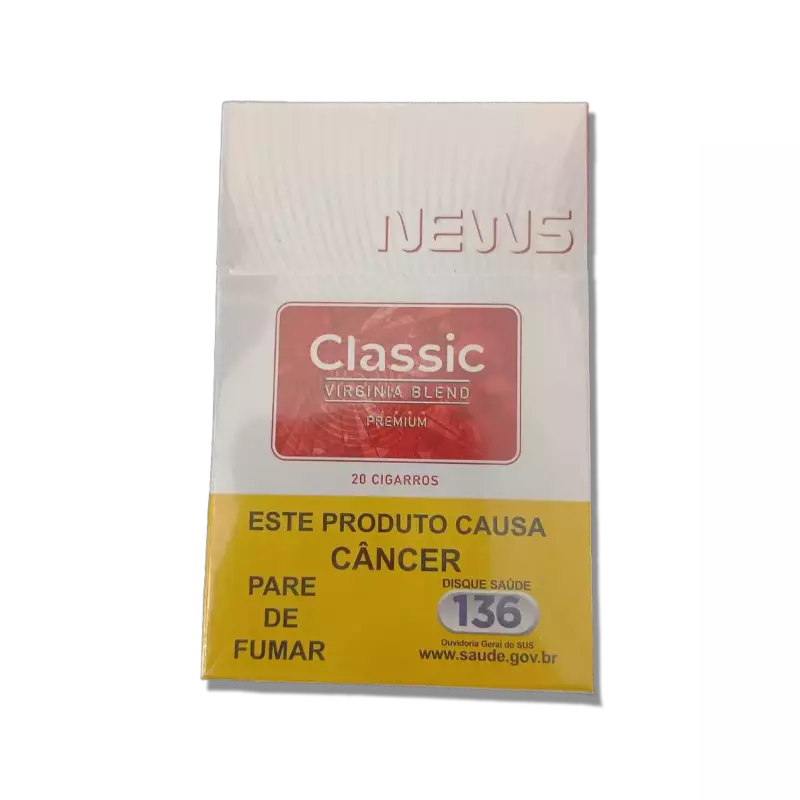 NEWS
Classic
VIRGINIA BLEND
PREMIUM
20 CIGARROS
ESTE PRODUTO CAUSA
CÂNCER
PARE
DE
FUMAR
DISQUE SAÚDE
136
Ouvidoria Geral do SUS
www.saude.gov.br